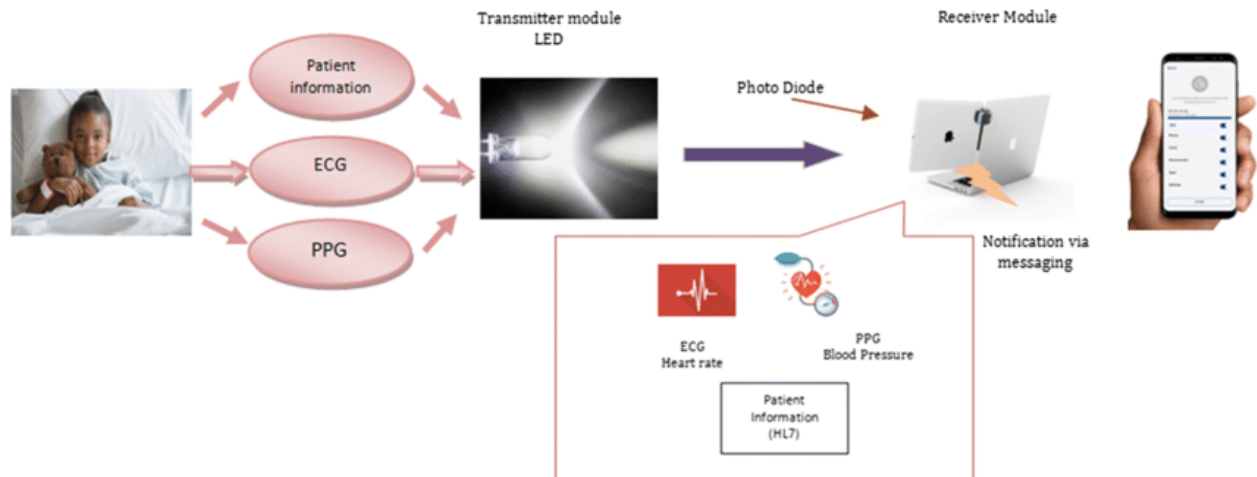 Transmitter module
LED
Receiver Module
Patient
information
ECG
PPG
Photo Diode
Notification via
messaging
ECG
Heart rate
PPG
Blood Pressure
Patient
Information
(HL7)